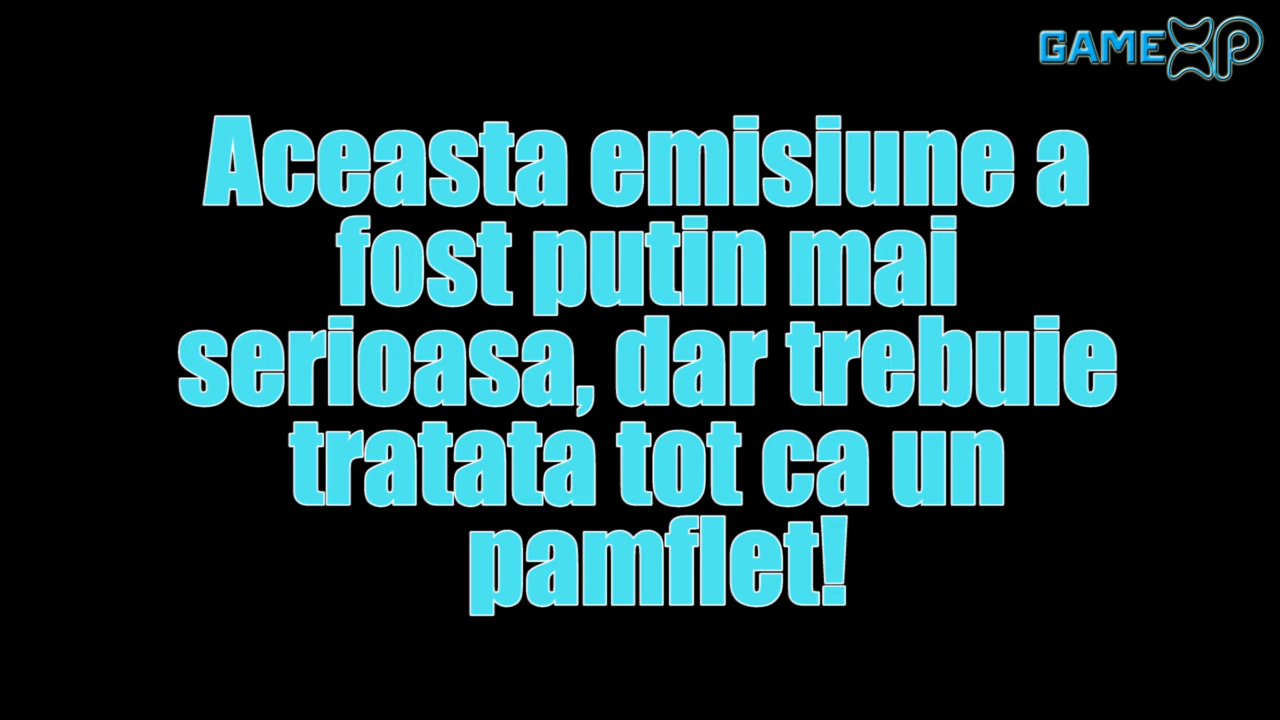 GAMEXP
Aceasta emisiune a
fost putin mai
serioasa, dar trebuie
tratata tot ca un
pamflet!